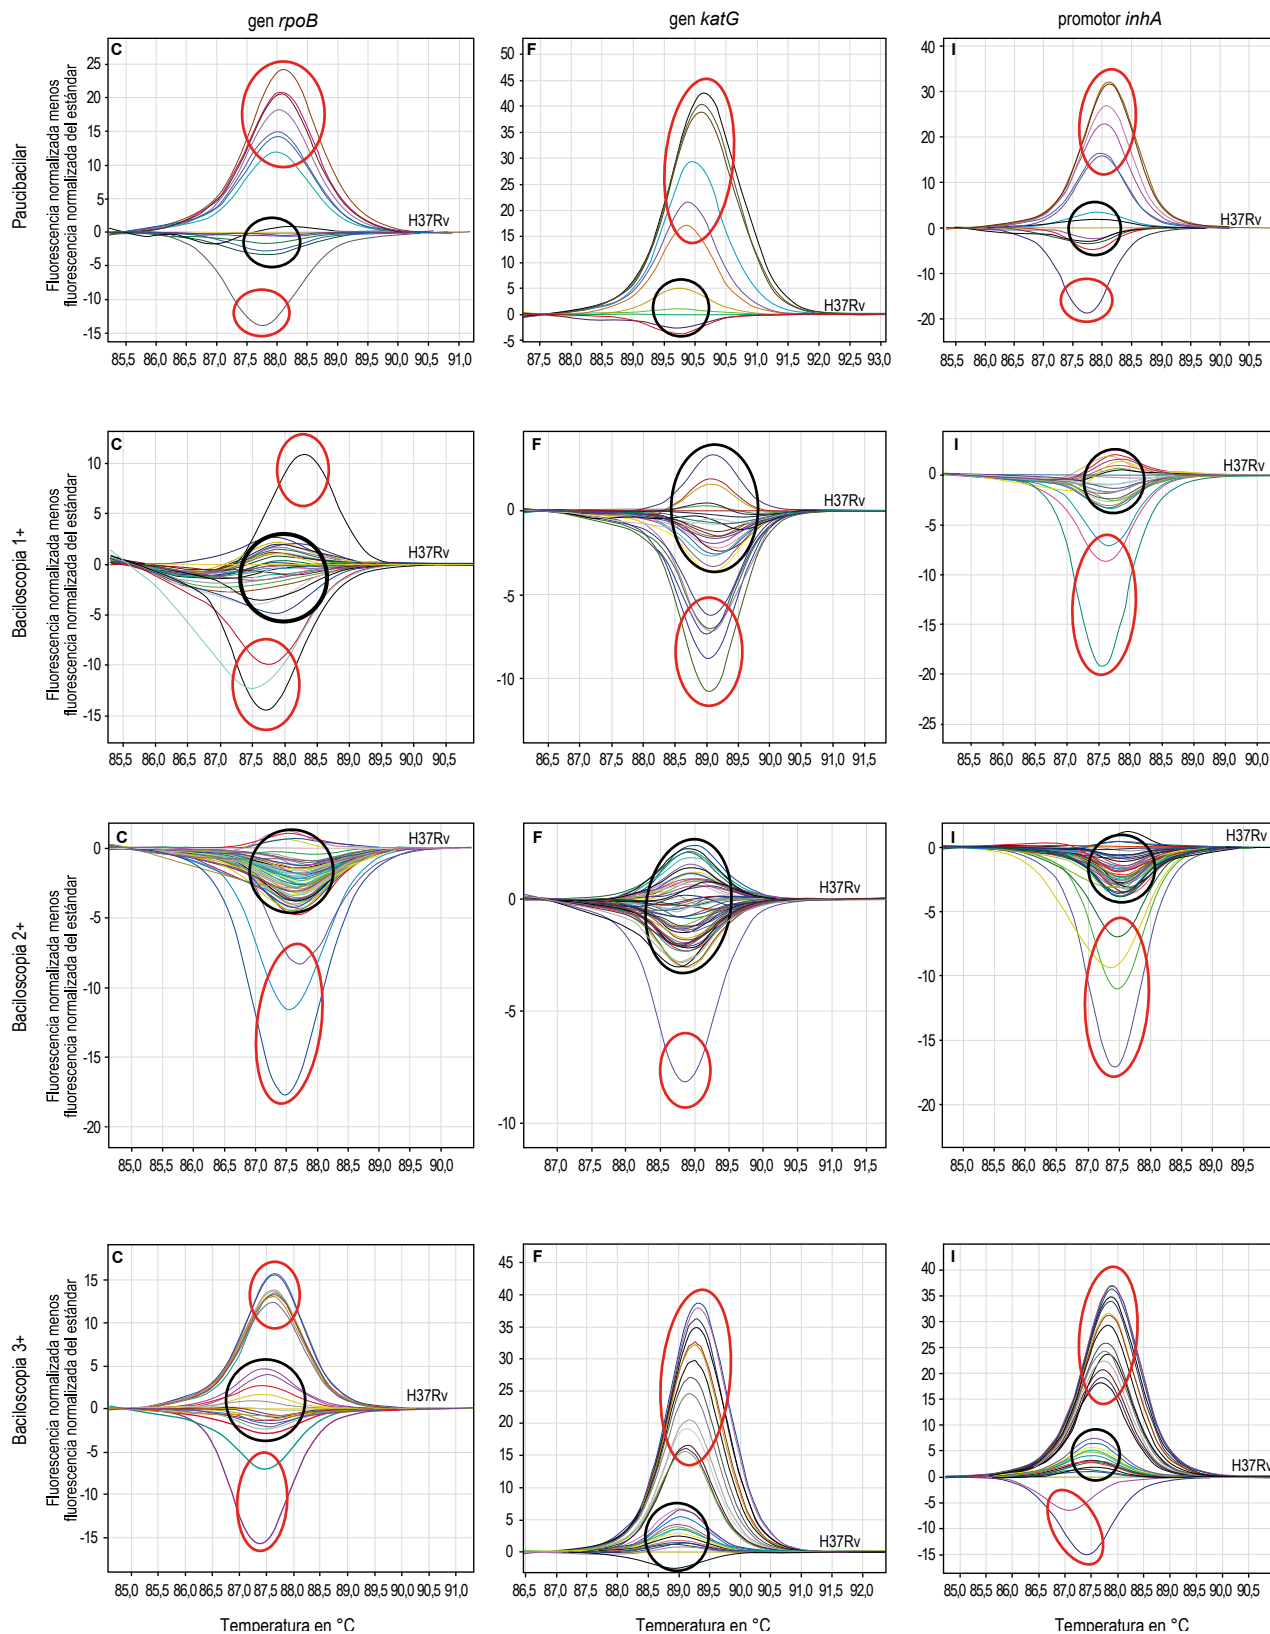 gen rpoB
gen katG
promotor inhA
Paucibacilar
Fluorescencia normalizada menos
fluorescencia normalizada del estándar
C
25
20
15
10
5
0
-5
-10
-15
H37Rv
85,5 86,0 87,0 87,5 88,0 88,5 89,0 89,5 90,0 90,5 91,0
F
50
45
40
35
30
25
20
15
10
5
0
-5
H37Rv
87,5 88,0 88,5 89,0 89,5 90,0 90,5 91,0 91,5 92,0 92,5 93,0
I
40
30
20
10
0
-10
-20
H37Rv
85,5 86,0 86,5 87,0 87,5 88,0 88,5 89,0 89,5 90,0 90,5
Baciloscopia 1+
Fluorescencia normalizada menos
fluorescencia normalizada del estándar
C
10
5
0
-5
-10
-15
H37Rv
85,5 86,0 86,5 87,0 87,5 88,0 88,5 89,0 89,5 90,0 90,5
F
0
-10
H37Rv
86,5 87,0 87,5 88,0 88,5 89,0 89,5 90,0 90,5 91,0 91,5
I
0
-5
-10
-15
-20
-25
H37Rv
85,5 86,0 86,5 87,0 87,5 88,0 88,5 89,0 89,5 90,0
Baciloscopia 2+
Fluorescencia normalizada menos
fluorescencia normalizada del estándar
C
0
-5
-10
-15
-20
H37Rv
85,0 85,5 86,0 86,5 87,0 87,5 88,0 88,5 89,0 89,5 90,0
F
0
-5
-10
H37Rv
87,0 87,5 88,0 88,5 89,0 89,5 90,0 90,5 91,0 91,5
I
0
-5
-10
-15
-20
H37Rv
85,0 85,5 86,0 86,5 87,0 87,5 88,0 88,5 89,0 89,5
Baciloscopia 3+
Fluorescencia normalizada menos
fluorescencia normalizada del estándar
C
15
10
5
0
-5
-10
-15
H37Rv
85,0 85,5 86,0 86,5 87,0 87,5 88,0 88,5 89,0 89,5 90,0 90,5 91,0
F
45
40
35
30
25
20
15
10
5
0
H37Rv
86,5 87,0 87,5 88,0 88,5 89,0 89,5 90,0 90,5 91,0 91,5 92,0
I
40
35
30
25
20
15
10
5
0
-5
-10
-15
H37Rv
85,0 85,5 86,0 86,5 87,0 87,5 88,0 88,5 89,0 89,5 90,0 90,5
Temperatura en °C
Temperatura en °C
Temperatura en °C